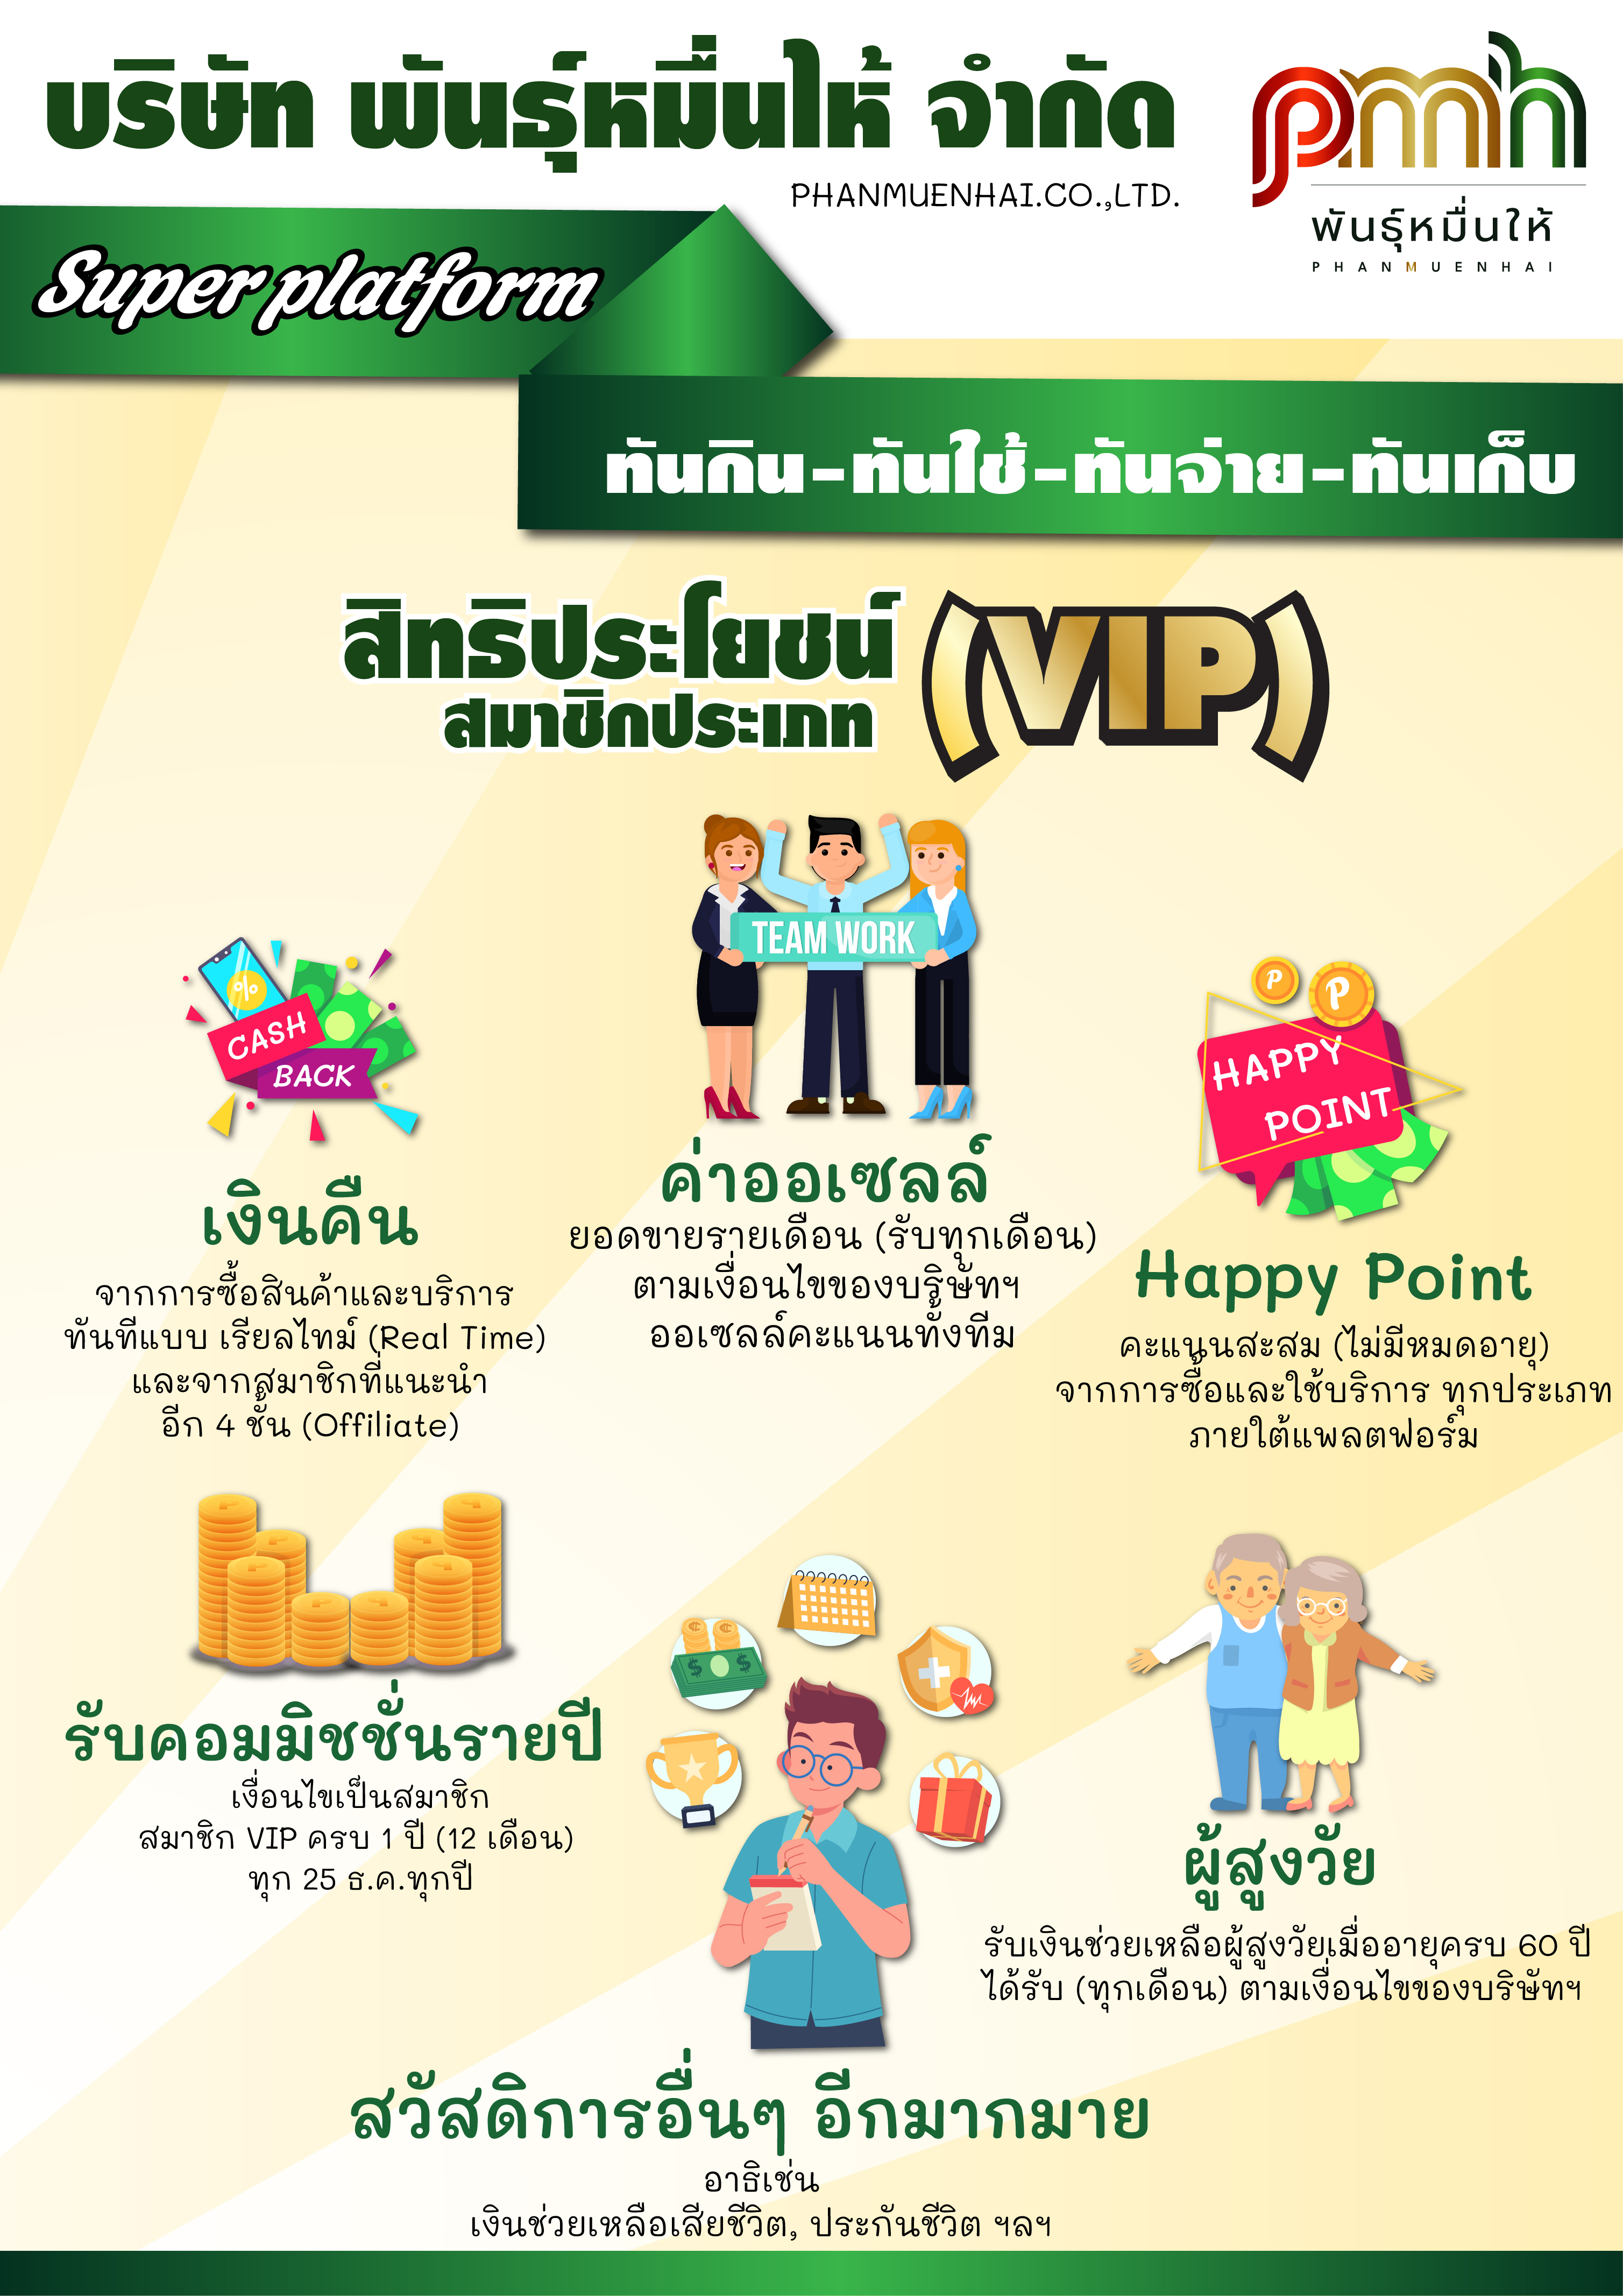 บริษัท พันธุ์หมื่นให้ จำกัด
PHANMUENHAI.CO.,LTD.
pmh
พันธุ์หมื่นให้
PHANMUENHAI
Super platform
ทันกิน-ทันใช้-ทันจ่าย-ทันเก็บ
สิทธิประโยชน์
สมาชิกประเภท
(VIP)
TEAM WORK
%
CASH
BACK
P
P
HAPPY
POINT
เงินคืน
จากการซื้อสินค้าและบริการ
ทันทีแบบ เรียลไทม์ (Real Time)
และจากสมาชิกที่แนะนำ
อีก 4 ชั้น (Offiliate)
ค่าออเซลล์
ยอดขายรายเดือน (รับทุกเดือน)
ตามเงื่อนไขของบริษัทฯ
ออเซลล์คะแนนทั้งทีม
Happy Point
คะแนนสะสม (ไม่มีหมดอายุ)
จากการซื้อและใช้บริการ ทุกประเภท
ภายใต้แพลตฟอร์ม
รับคอมมิชชั่นรายปี
เงื่อนไขเป็นสมาชิก
สมาชิก VIP ครบ 1 ปี (12 เดือน)
ทุก 25 ธ.ค.ทุกปี
ผู้สูงวัย
รับเงินช่วยเหลือผู้สูงวัยเมื่ออายุครบ 60 ปี
ได้รับ (ทุกเดือน) ตามเงื่อนไขของบริษัทฯ
สวัสดิการอื่นๆ อีกมากมาย
อาธิเช่น
เงินช่วยเหลือเสียชีวิต, ประกันชีวิต ฯลฯ